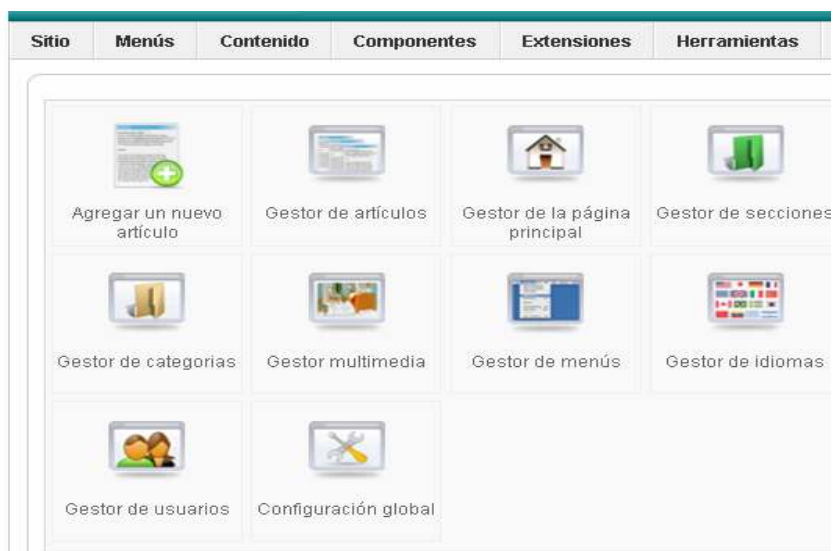 Sitio Menús Contenido Componentes Extensiones Herramientas
Agregar un nuevo
artículo
Gestor de artículos
Gestor de la página
principal
Gestor de secciones
Gestor de categorias
Gestor multimedia
Gestor de menús
Gestor de idiomas
Gestor de usuarios
Configuración global